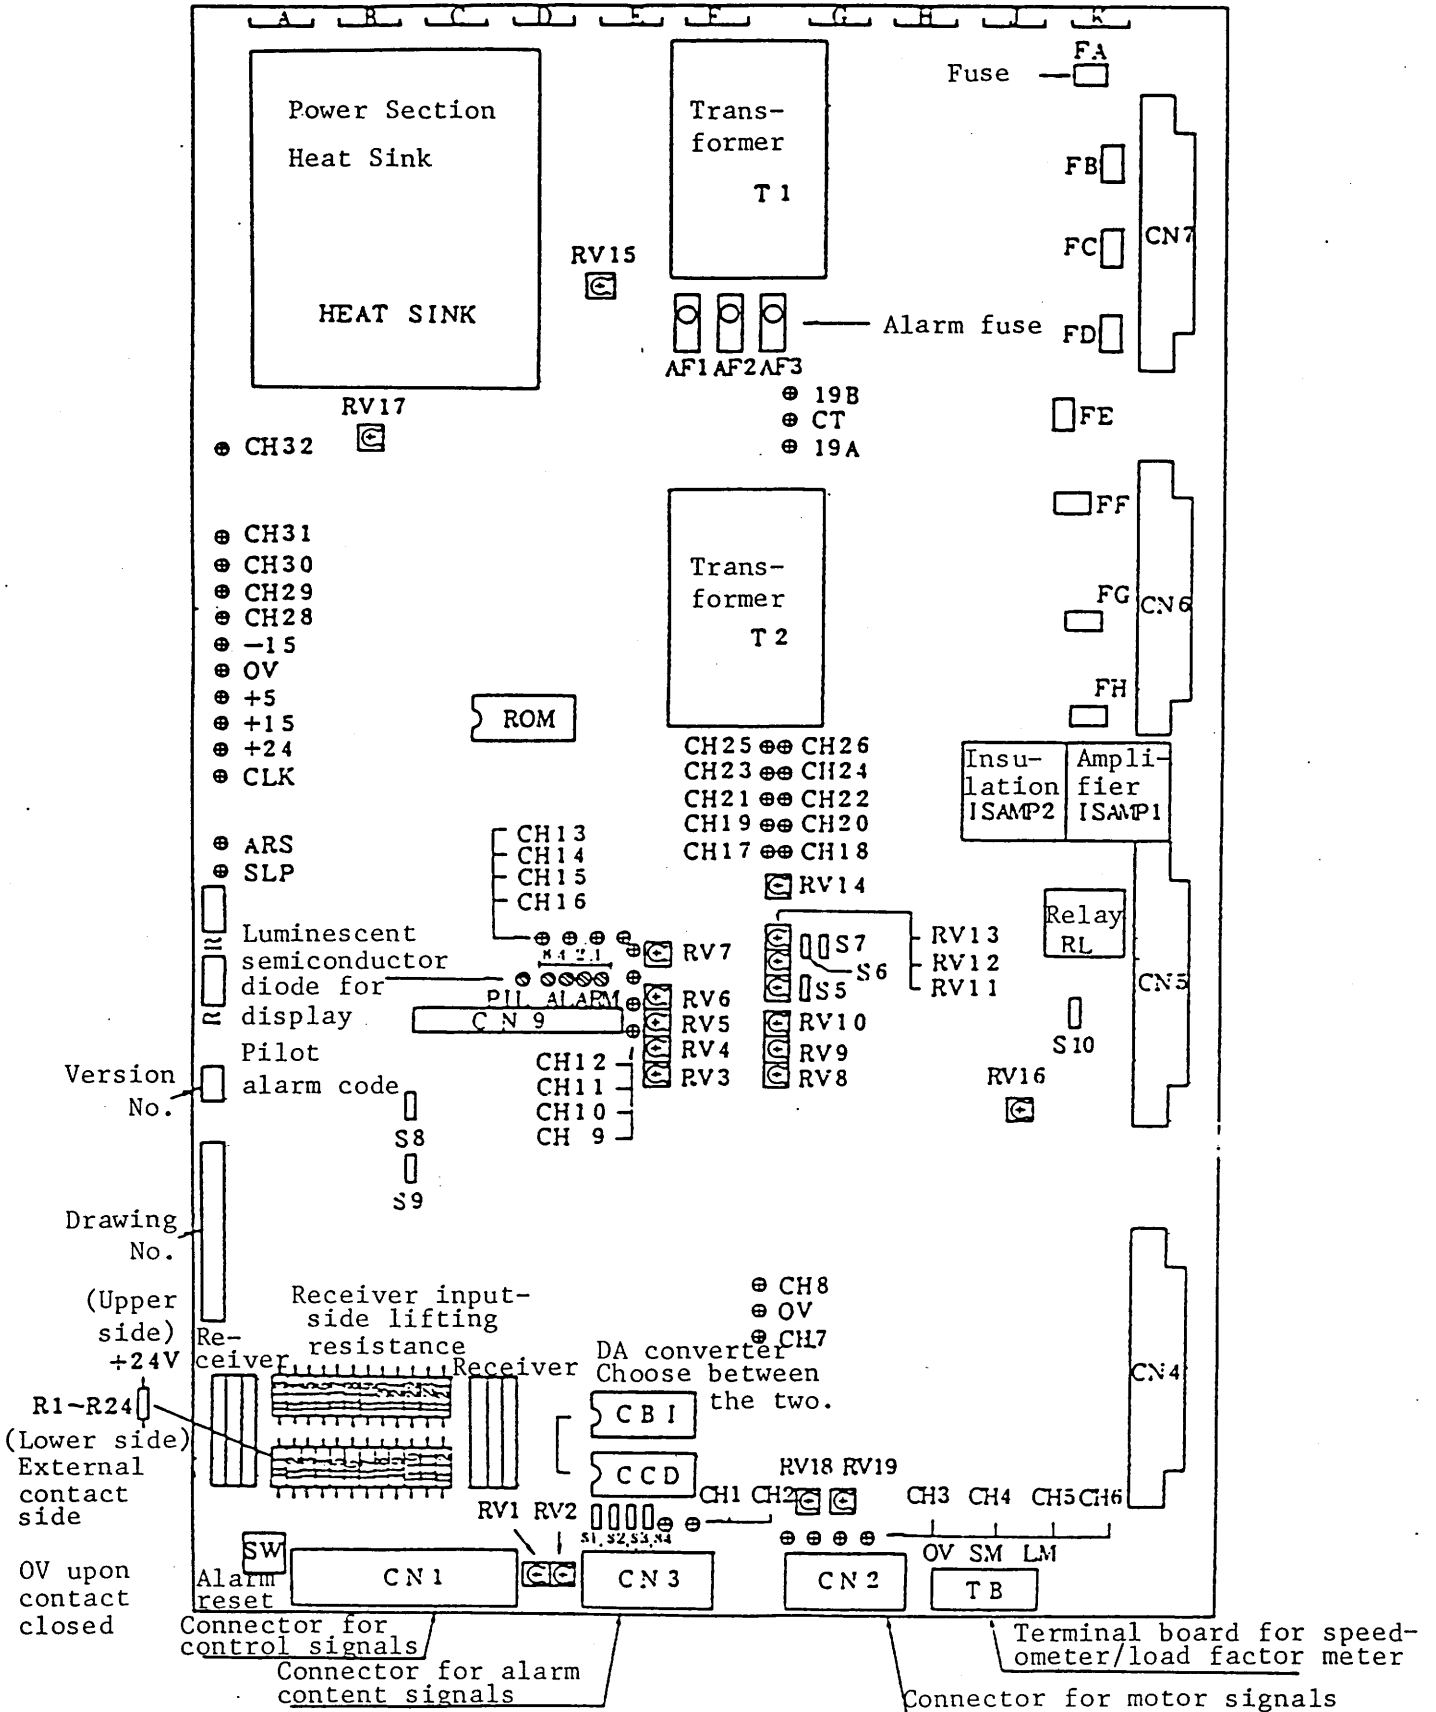 A B C D E F G H J K
FA
Fuse
Power Section
Heat Sink
HEAT SINK
Trans-
former
T1
FB
FC
CN7
FD
RV15
Alarm fuse
AF1 AF2 AF3
19B
CT
19A
RV17
CH32
FE
FF
FG
CN6
FH
CH31
CH30
CH29
CH28
-15
OV
+5
+15
+24
CLK
ARS
SLP
Trans-
former
T2
ROM
CH25 CH26
CH23 CH24
CH21 CH22
CH19 CH20
CH17 CH18
RV14
Insu-
lation
ISAMP2
Ampli-
fier
ISAMP1
CH13
CH14
CH15
CH16
Luminescent
semiconductor
diode for
display
Pilot
alarm code
PIL ALARM
CN9
RV7
RV6
RV5
RV4
RV3
S7
S6
S5
RV13
RV12
RV11
RV10
RV9
RV8
Relay
RL
CN5
S10
RV16
CH12
CH11
CH10
CH 9
Version
No.
S8
S9
Drawing
No.
CH8
OV
CH7
(Upper
side)
+24V
R1~R24
(Lower side)
External
contact
side
OV upon
contact
closed
Re-
ceiver
Receiver input-
side lifting
resistance
Receiver
DA converter
Choose between
the two.
CBI
CCD
CN4
RV18 RV19
CH1 CH2
CH3 CH4 CH5 CH6
RV1 RV2
S1, S2, S3, S4
OV SM LM
SW
Alarm
reset
CN1
CN3
CN2
TB
Connector for
control signals
Connector for alarm
content signals
Terminal board for speed-
ometer/load factor meter
Connector for motor signals